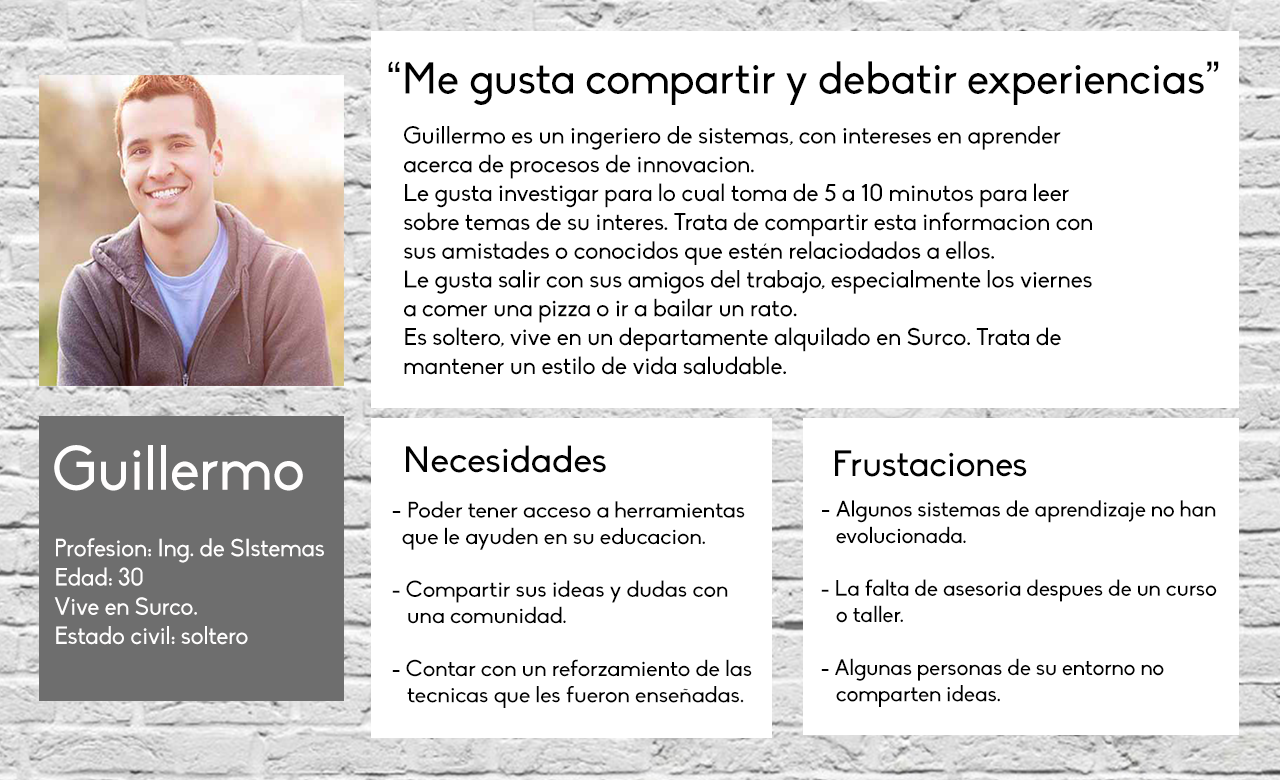 “Me gusta compartir y debatir experiencias”
Guillermo es un ingeriero de sistemas, con intereses en aprender
acerca de procesos de innovacion.
Le gusta investigar para lo cual toma de 5 a 10 minutos para leer
sobre temas de su interes. Trata de compartir esta informacion con
sus amistades o conocidos que estén relaciodados a ellos.
Le gusta salir con sus amigos del trabajo, especialmente los viernes
a comer una pizza o ir a bailar un rato.
Es soltero, vive en un departamente alquilado en Surco. Trata de
mantener un estilo de vida saludable.
Guillermo
Profesion: Ing. de SIstemas
Edad: 30
Vive en Surco.
Estado civil: soltero
Necesidades
- Poder tener acceso a herramientas
que le ayuden en su educacion.
- Compartir sus ideas y dudas con
una comunidad.
- Contar con un reforzamiento de las
tecnicas que les fueron enseñadas.
Frustaciones
- Algunos sistemas de aprendizaje no han
evolucionada.
- La falta de asesoria despues de un curso
o taller.
- Algunas personas de su entorno no
comparten ideas.